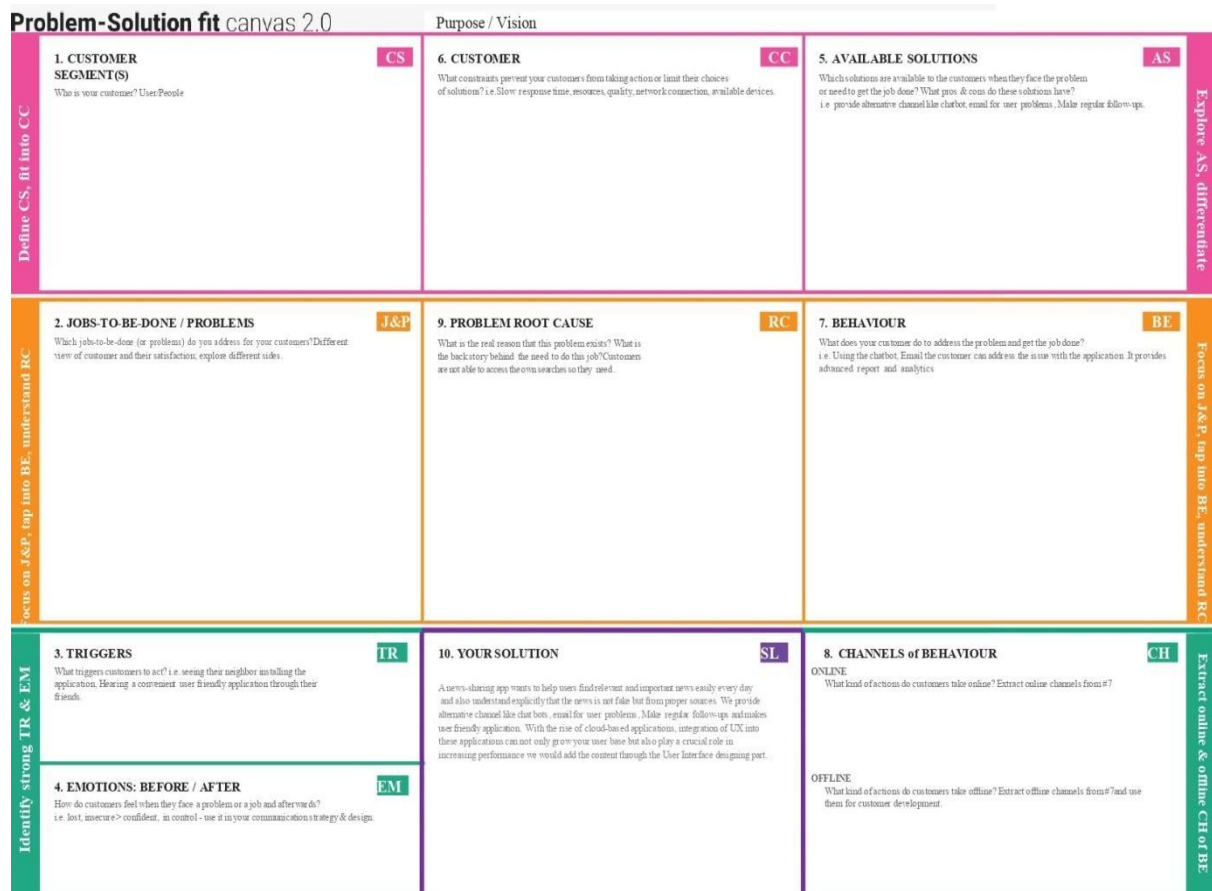 Problem-Solution fit canvas 2.0
Purpose / Vision
Define CS, fit into CC
1. CUSTOMER
SEGMENT(S)
CS
Who is your customer? User/People
6. CUSTOMER
CC
What constraints prevent your customers from taking action or limit their choices
of solutions? i.e. Slow response time, resources, quality, network connection, available devices.
5. AVAILABLE SOLUTIONS
AS
Which solutions are available to the customers when they face the problem
or need to get the job done? What pros & cons do these solutions have?
i.e provide alternative channel like chatbot, email for user problems , Make regular follow-ups.
Explore AS, differentiate
Focus on J&P, tap into BE, understand RC
2. JOBS-TO-BE-DONE / PROBLEMS
J&P
Which jobs-to-be-done (or problems) do you address for your customers?Different
view of customer and their satisfaction; explore different sides.
9. PROBLEM ROOT CAUSE
RC
What is the real reason that this problem exists? What is
the back story behind the need to do this job?Customers
are not able to access the own searches so they need.
7. BEHAVIOUR
BE
What does your customer do to address the problem and get the job done?
i.e. Using the chatbot, Email the customer can address the issue with the application. It provides
advanced report and analytics
Focus on J&P, tap into BE, understand RC
Identify strong TR & EM
3. TRIGGERS
TR
What triggers customers to act? i.e. seeing their neighbor installing the
application, Hearing a convenient user friendly application through their
friends.
4. EMOTIONS: BEFORE / AFTER
EM
How do customers feel when they face a problem or a job and afterwards?
i.e. lost, insecure > confident, in control - use it in your communication strategy & design.
10. YOUR SOLUTION
SL
A news-sharing app wants to help users find relevant and important news easily every day
and also understand explicitly that the news is not fake but from proper sources. We provide
alternative channel like chat bots , email for user problems , Make regular follow-ups and makes
user friendly application. With the rise of cloud-based applications, integration of UX into
these applications can not only grow your user base but also play a crucial role in
increasing performance we would add the content through the User Interface designing part.
8. CHANNELS of BEHAVIOUR
CH
ONLINE
What kind of actions do customers take online? Extract online channels from #7
OFFLINE
What kind of actions do customers take offline? Extract offline channels from #7 and use
them for customer development.
Extract online & offline CH of BE